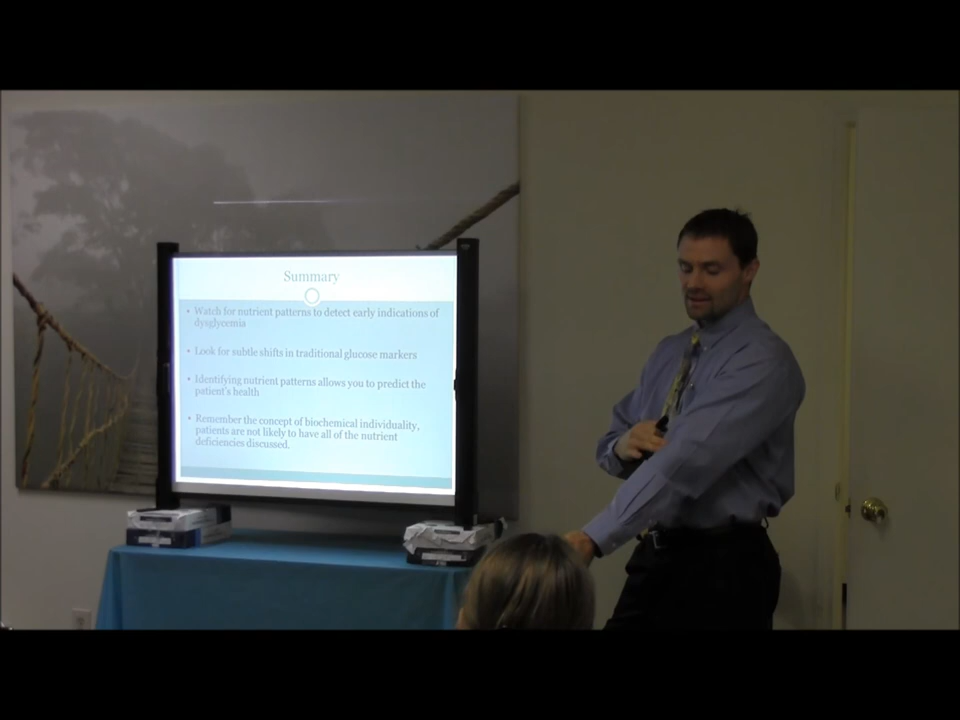 Summary
• Watch for nutrient patterns to detect early indications of
dysglycemia
• Look for subtle shifts in traditional glucose markers
• Identifying nutrient patterns allows you to predict the
patient's health
• Remember the concept of biochemical individuality,
patients are not likely to have all of the nutrient
deficiencies discussed.